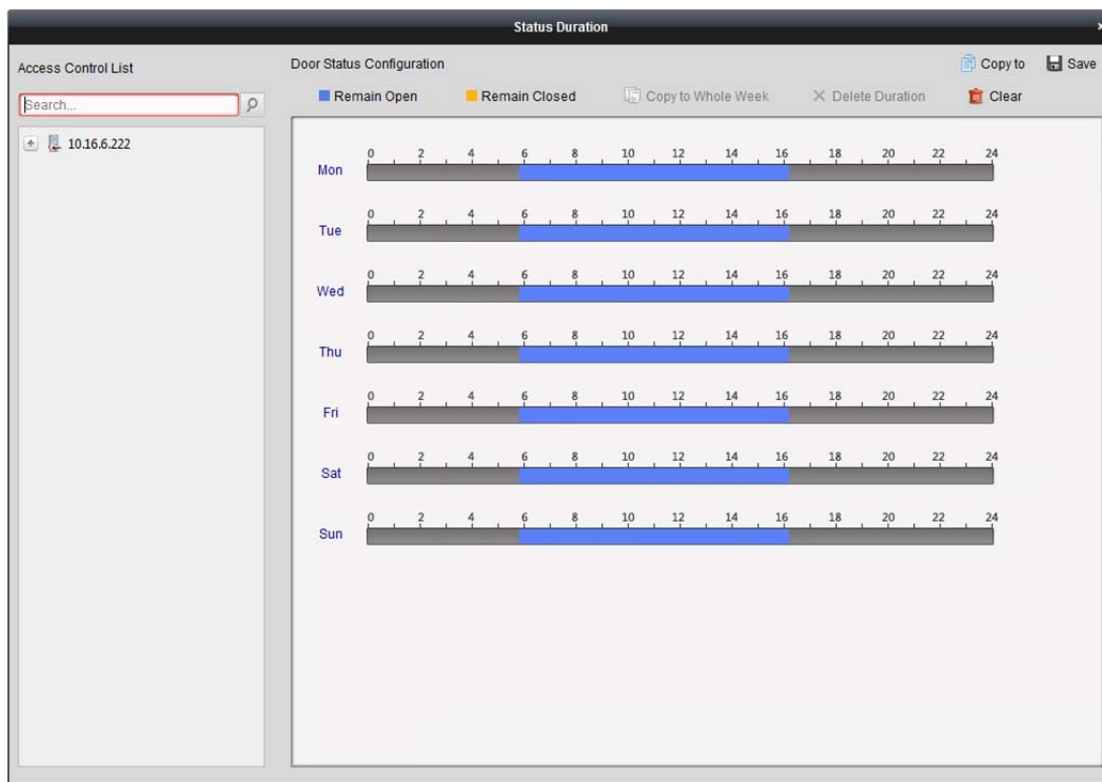 Status Duration
Access Control List
Search...
10.16.6.222
Door Status Configuration
Copy to Save
Remain Open Remain Closed Copy to Whole Week Delete Duration Clear
0 2 4 6 8 10 12 14 16 18 20 22 24
Mon
0 2 4 6 8 10 12 14 16 18 20 22 24
Tue
0 2 4 6 8 10 12 14 16 18 20 22 24
Wed
0 2 4 6 8 10 12 14 16 18 20 22 24
Thu
0 2 4 6 8 10 12 14 16 18 20 22 24
Fri
0 2 4 6 8 10 12 14 16 18 20 22 24
Sat
0 2 4 6 8 10 12 14 16 18 20 22 24
Sun